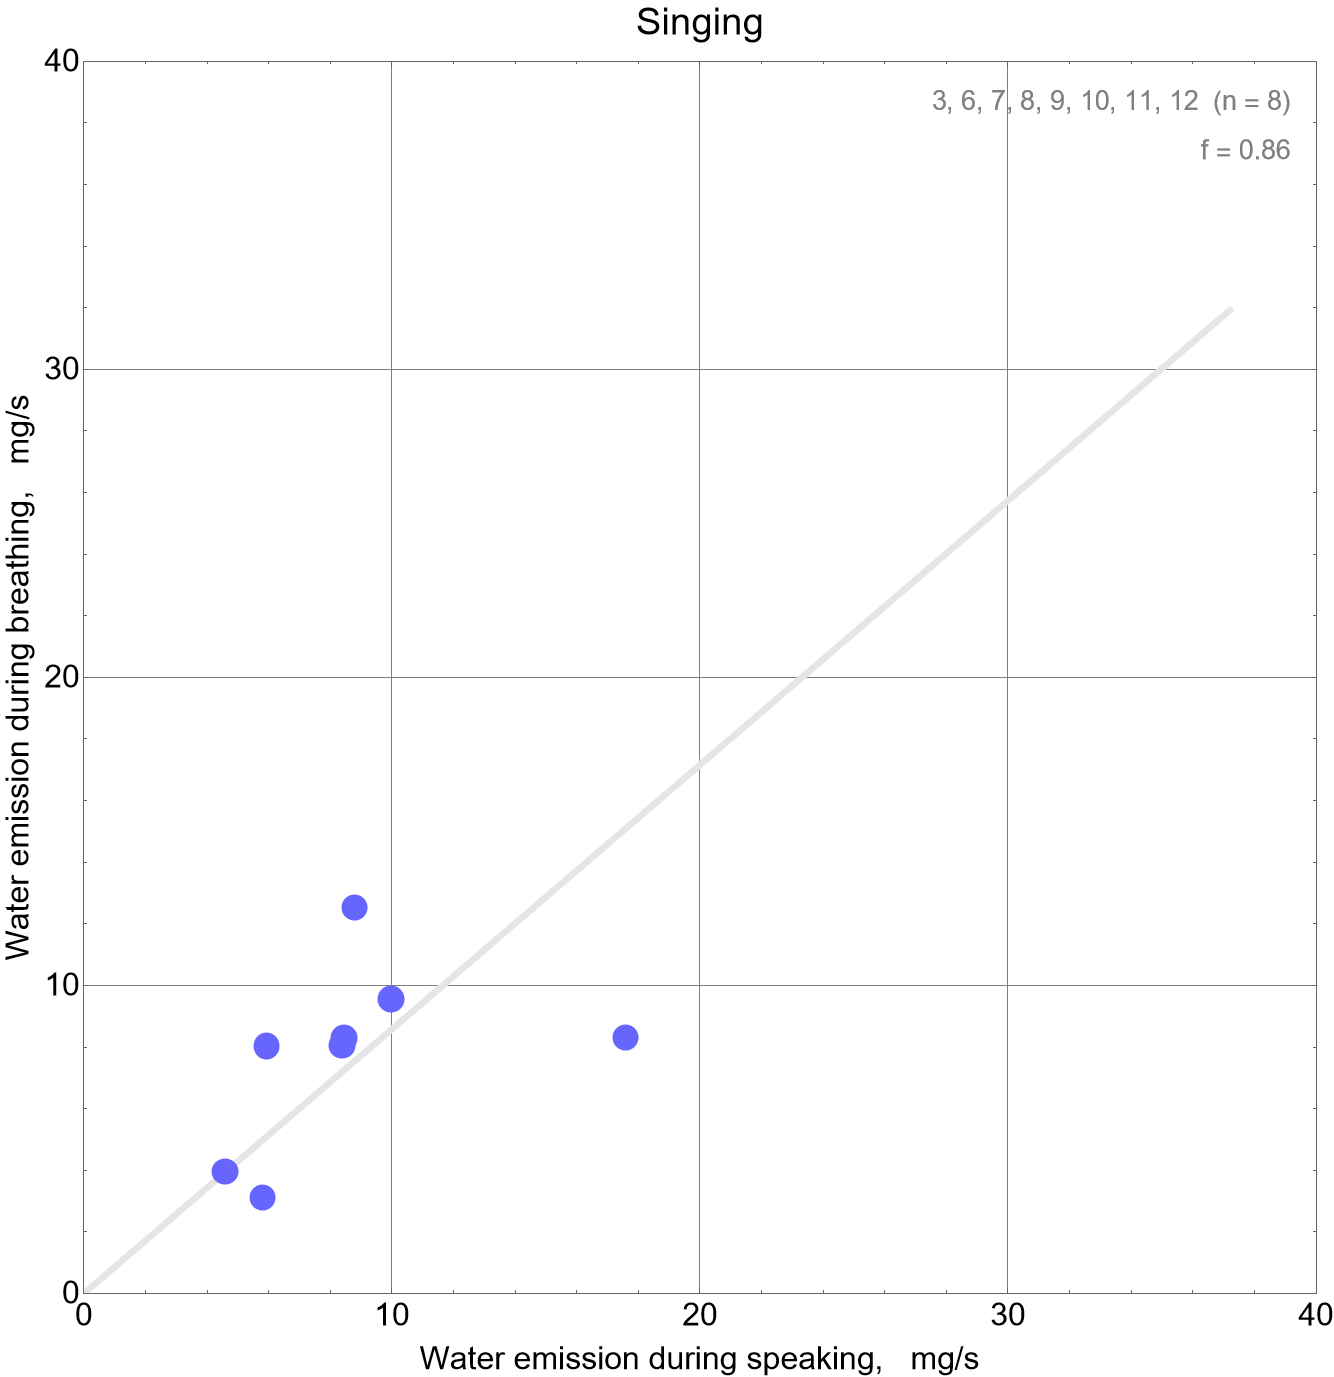 Singing
3, 6, 7, 8, 9, 10, 11, 12 (n = 8)
f = 0.86
Water emission during breathing, mg/s
40
30
20
10
0
0 10 20 30 40
Water emission during speaking, mg/s